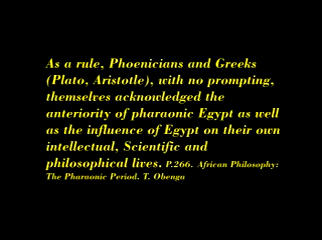 As a rule, Phoenicians and Greeks
(Plato, Aristotle), with no prompting,
themselves acknowledged the
anteriority of pharaonic Egypt as well
as the influence of Egypt on their own
intellectual, Scientific and
philosophical lives. P.266. African Philosophy:
The Pharaonic Period. T. Obenga